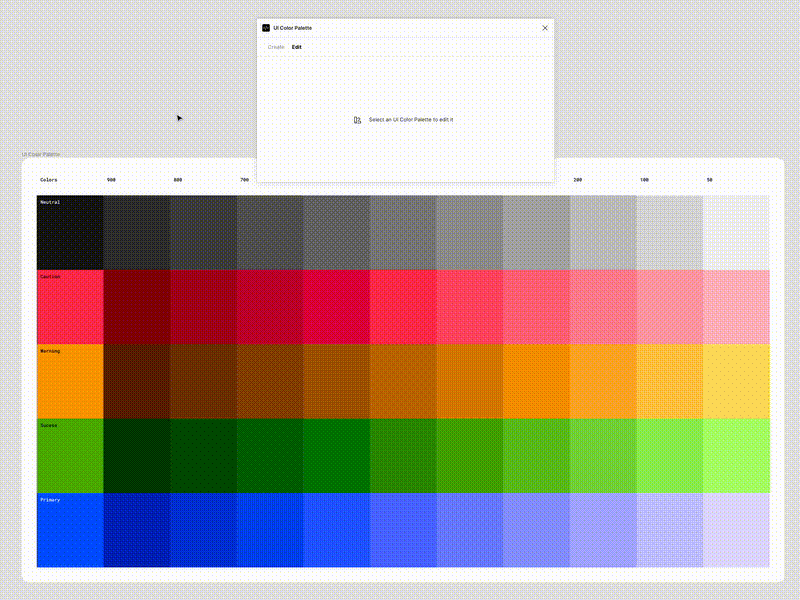 UI Color Palette
Create Edit
Select an UI Color Palette to edit it
UI Color Palette
Colors 900 800 700 200 100 50
Neutral
Caution
Warning
Sucess
Primary